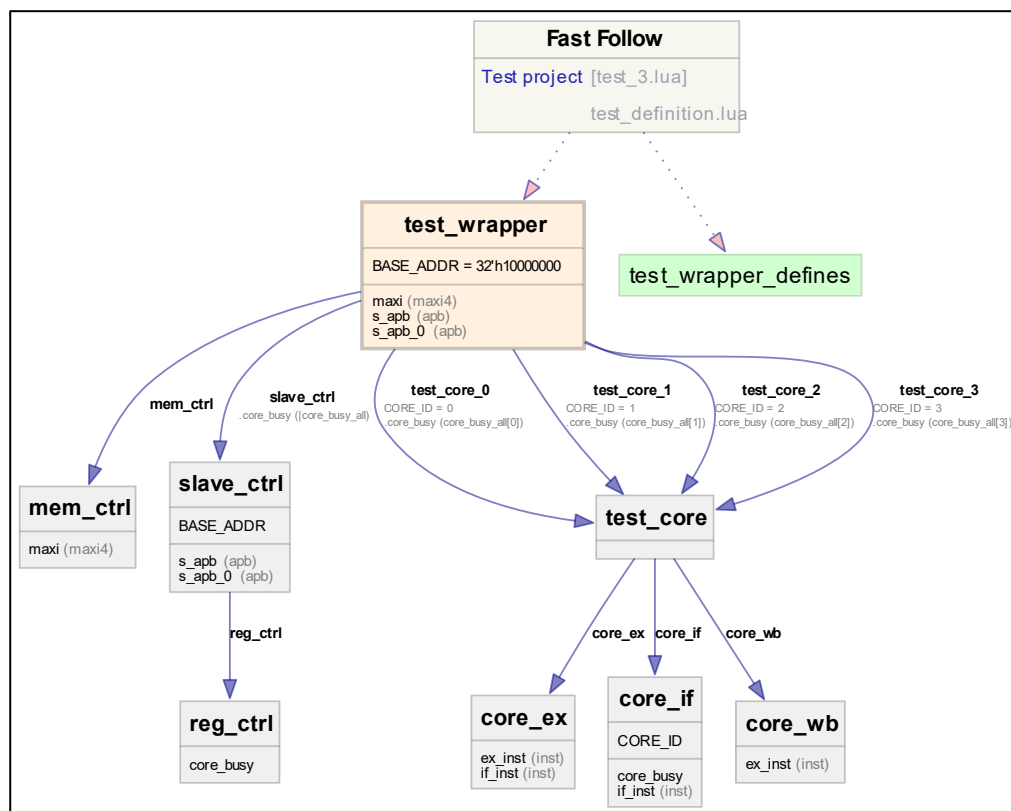 Fast Follow
Test project [test_3.lua]
test_definition.lua
test_wrapper
BASE_ADDR = 32'h10000000
maxi (maxi4)
s_apb (apb)
s_apb_0 (apb)
test_wrapper_defines
mem_ctrl
slave_ctrl
.core_busy (|core_busy_all)
test_core_0
CORE_ID = 0
.core_busy (core_busy_all[0])
test_core_1
CORE_ID = 1
.core_busy (core_busy_all[1])
test_core_2
CORE_ID = 2
.core_busy (core_busy_all[2])
test_core_3
CORE_ID = 3
.core_busy (core_busy_all[3])
mem_ctrl
maxi (maxi4)
slave_ctrl
BASE_ADDR
s_apb (apb)
s_apb_0 (apb)
test_core
reg_ctrl
core_ex
core_if
core_wb
reg_ctrl
core_busy
core_ex
ex_inst (inst)
if_inst (inst)
core_if
CORE_ID
core_busy
if_inst (inst)
core_wb
ex_inst (inst)